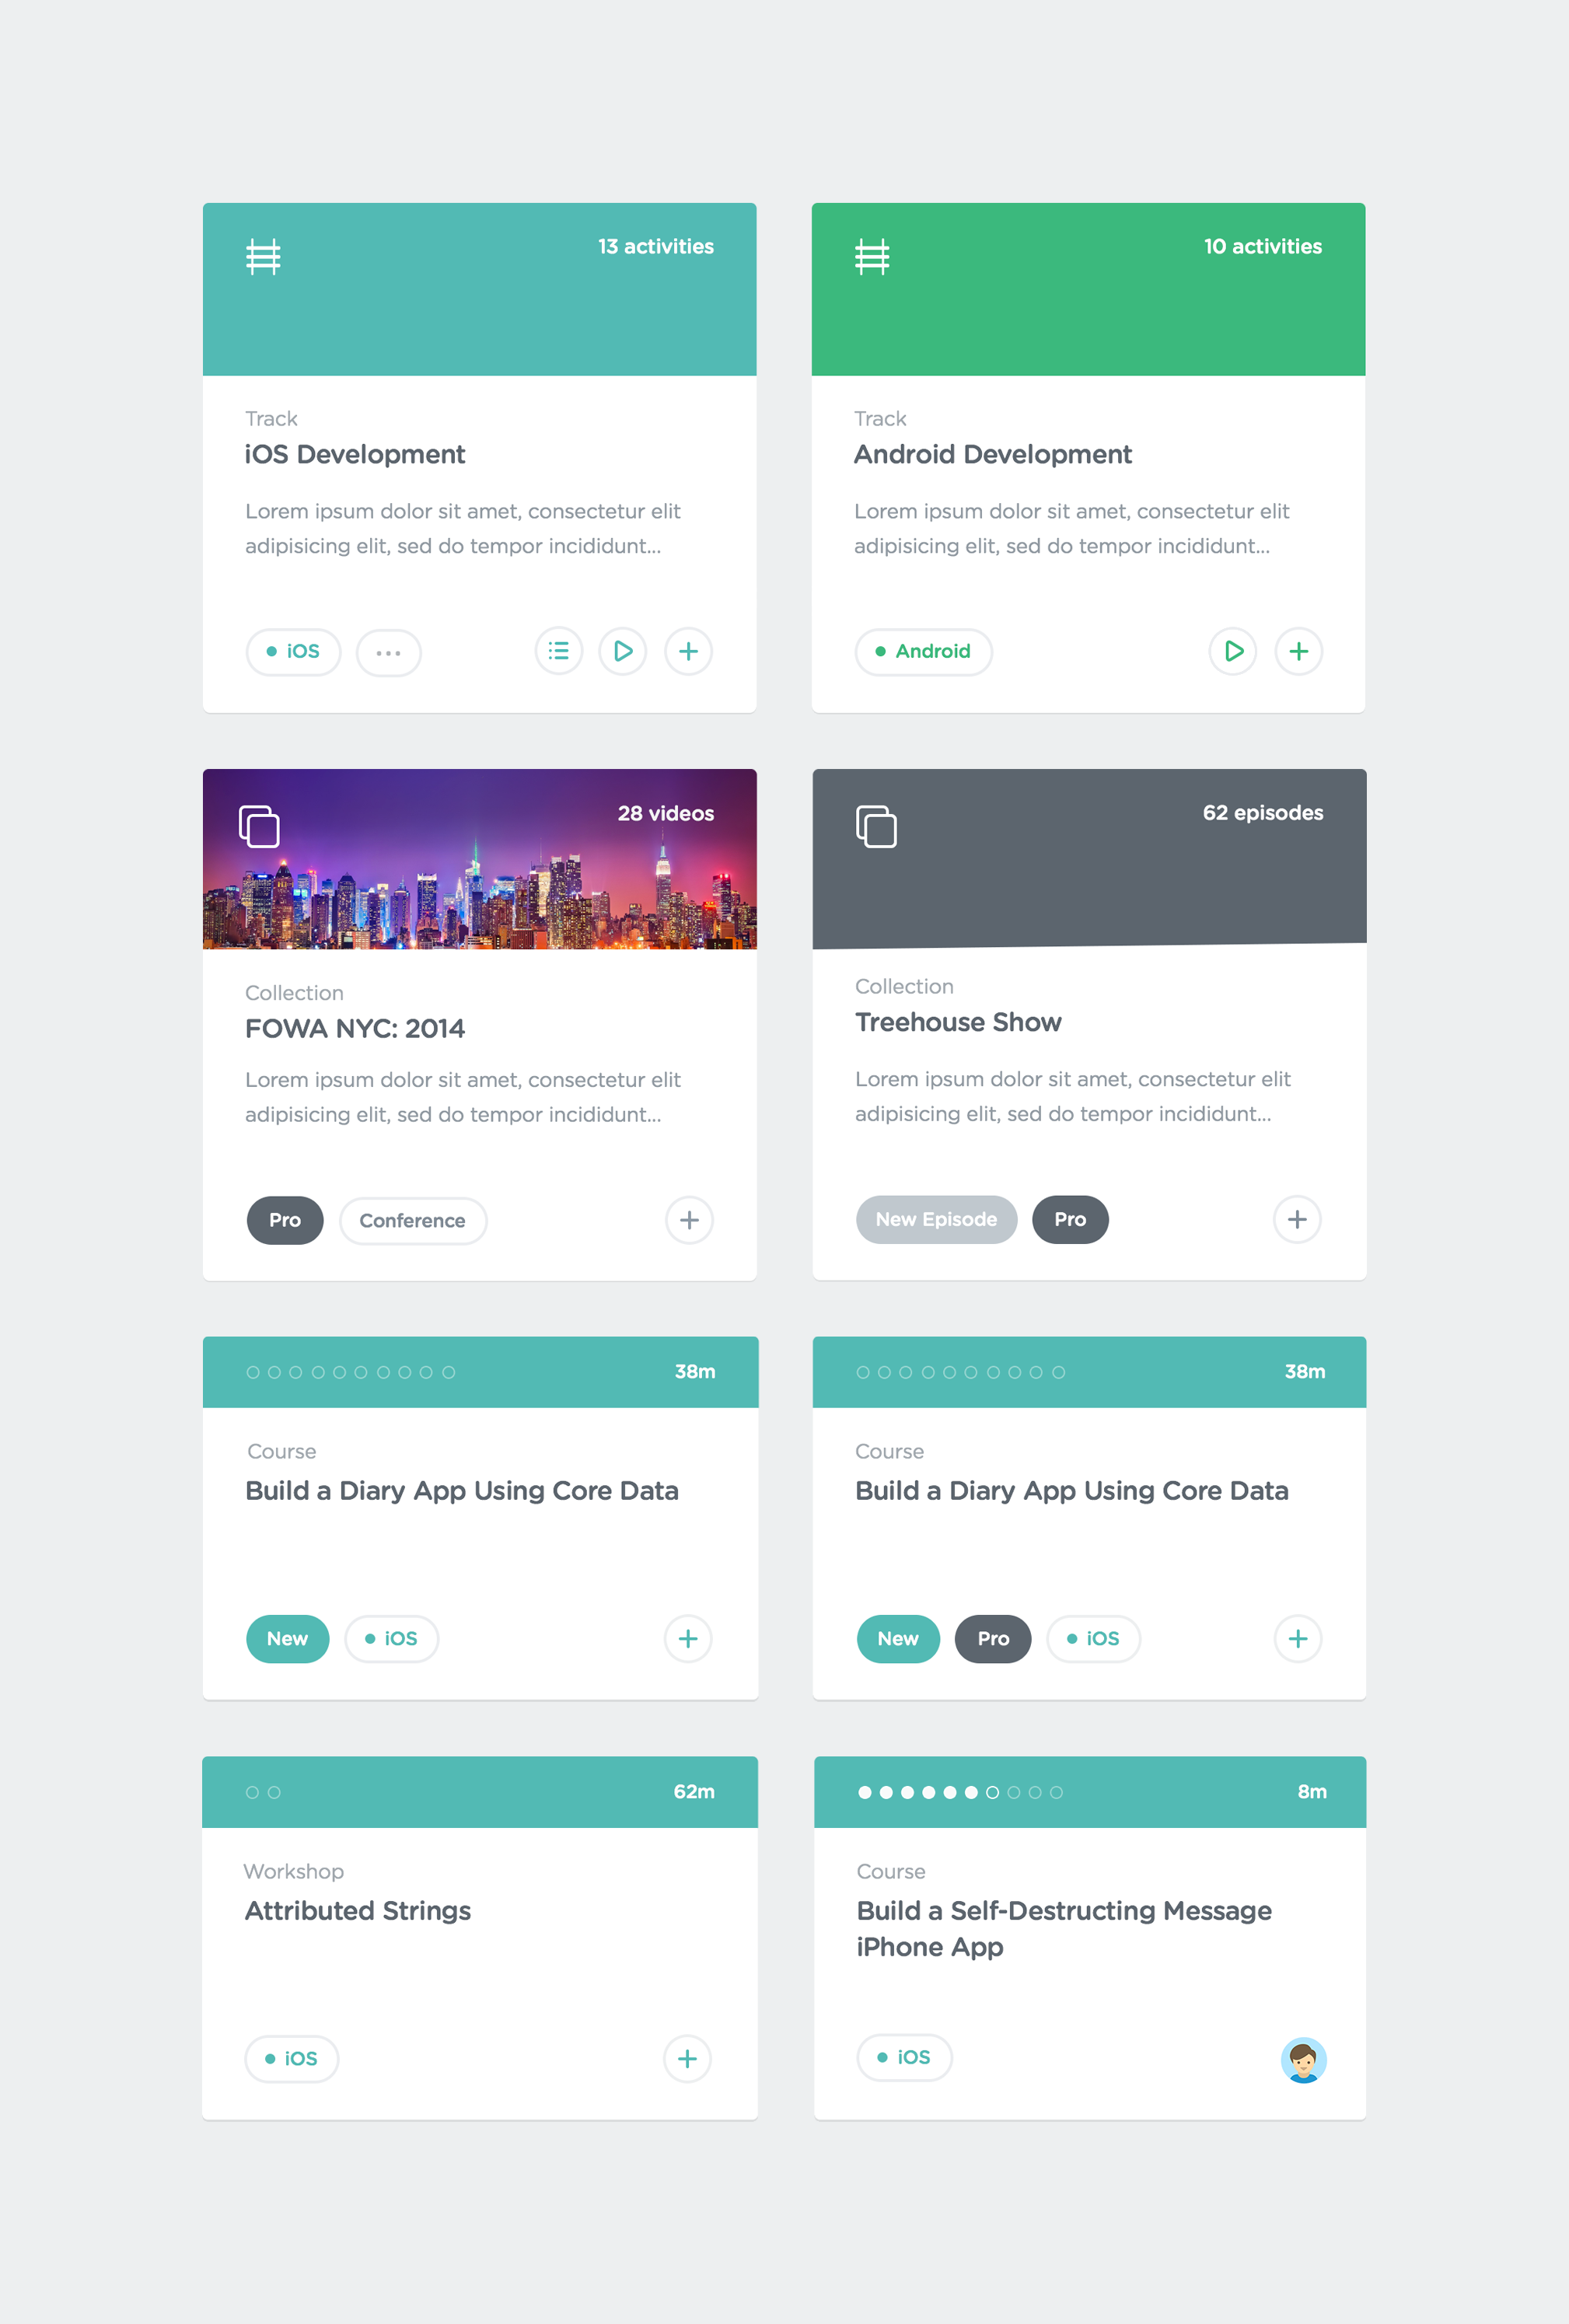 13 activities
Track
iOS Development
Lorem ipsum dolor sit amet, consectetur elit
adipisicing elit, sed do tempor incididunt...
iOS
...
10 activities
Track
Android Development
Lorem ipsum dolor sit amet, consectetur elit
adipisicing elit, sed do tempor incididunt...
Android
28 videos
Collection
FOWA NYC: 2014
Lorem ipsum dolor sit amet, consectetur elit
adipisicing elit, sed do tempor incididunt...
Pro
Conference
62 episodes
Collection
Treehouse Show
Lorem ipsum dolor sit amet, consectetur elit
adipisicing elit, sed do tempor incididunt...
New Episode
Pro
38m
Course
Build a Diary App Using Core Data
New
iOS
38m
Course
Build a Diary App Using Core Data
New
Pro
iOS
62m
Workshop
Attributed Strings
iOS
8m
Course
Build a Self-Destructing Message
iPhone App
iOS